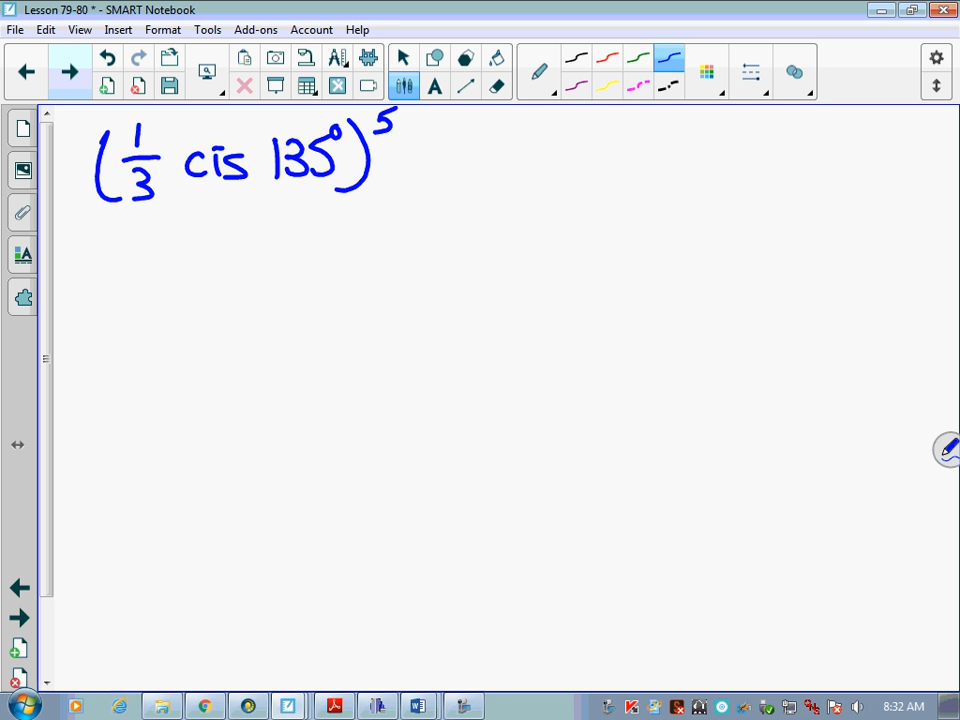 Lesson 79-80 * - SMART Notebook
File Edit View Insert Format Tools Add-ons Account Help
(1/3 cis 135°)^5
8:32 AM